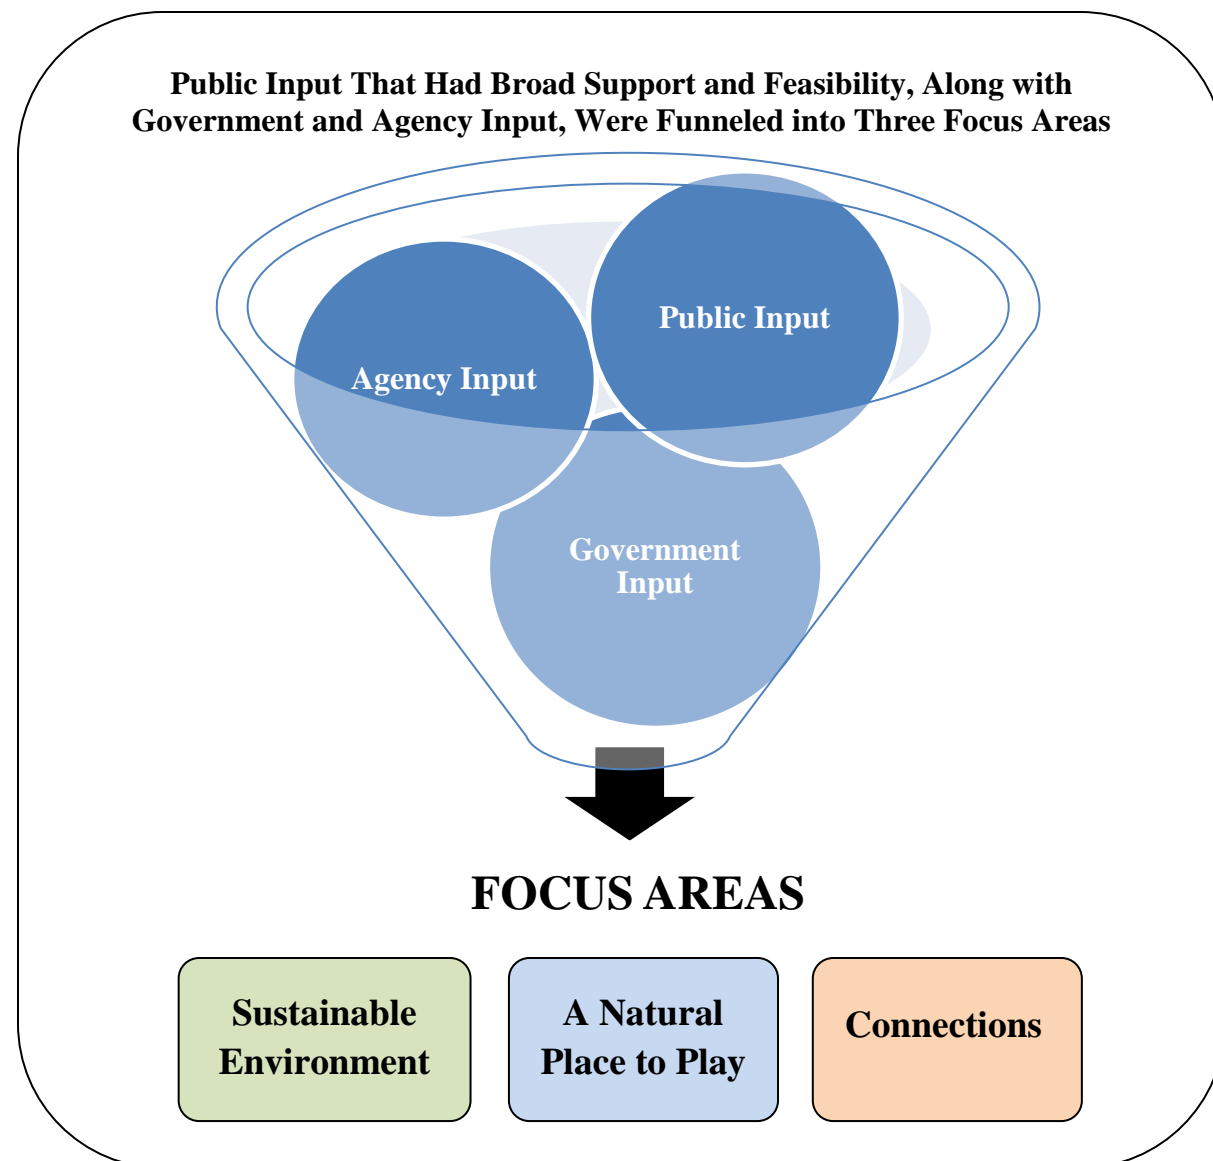 Public Input That Had Broad Support and Feasibility, Along with
Government and Agency Input, Were Funneled into Three Focus Areas
Public Input
Agency Input
Government
Input
FOCUS AREAS
Sustainable
Environment
A Natural
Place to Play
Connections